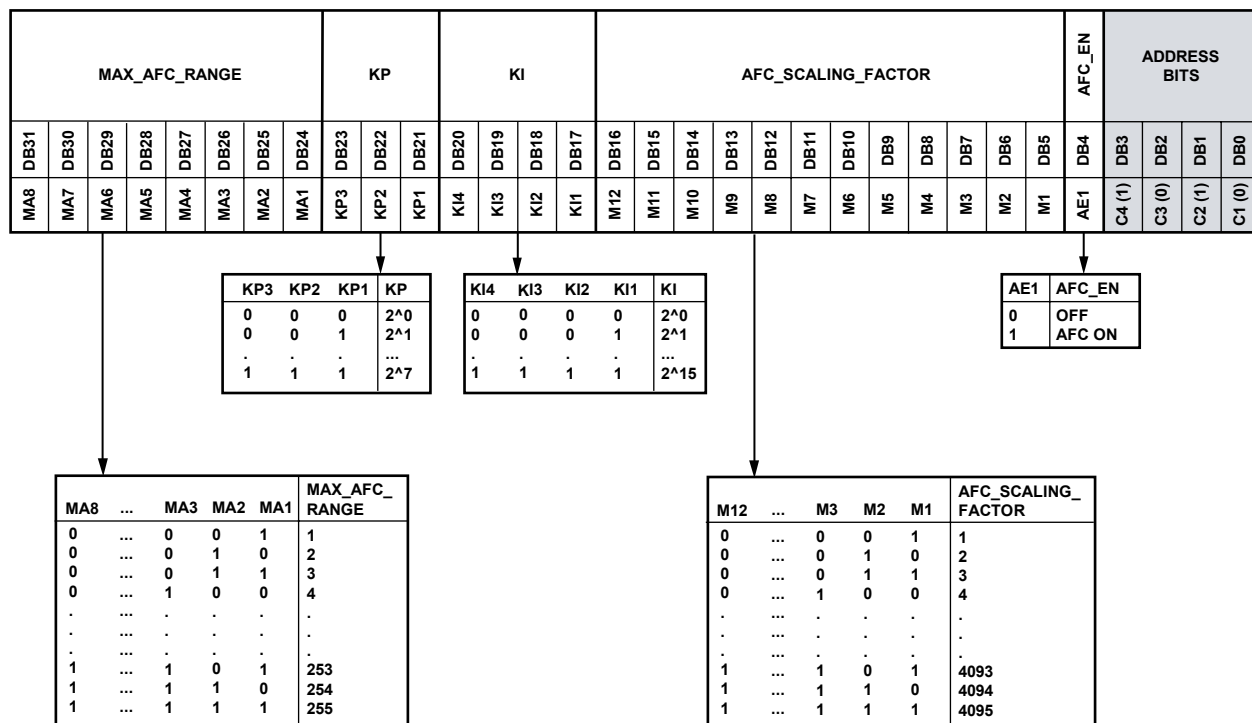 MAX_AFC_RANGE KP KI AFC_SCALING_FACTOR AFC_EN ADDRESS BITS
DB31 DB30 DB29 DB28 DB27 DB26 DB25 DB24 DB23 DB22 DB21 DB20 DB19 DB18 DB17 DB16 DB15 DB14 DB13 DB12 DB11 DB10 DB9 DB8 DB7 DB6 DB5 DB4 DB3 DB2 DB1 DB0
MA8 MA7 MA6 MA5 MA4 MA3 MA2 MA1 KP3 KP2 KP1 KI4 KI3 KI2 KI1 M12 M11 M10 M9 M8 M7 M6 M5 M4 M3 M2 M1 AE1 C4 (1) C3 (0) C2 (1) C1 (0)
KP3 KP2 KP1 KP
0 0 0 2^0
0 0 1 2^1
. . . ...
1 1 1 2^7
KI4 KI3 KI2 KI1 KI
0 0 0 0 2^0
0 0 0 1 2^1
. . . . ...
1 1 1 1 2^15
AE1 AFC_EN
0 OFF
1 AFC ON
MAX_AFC_
MA8 ... MA3 MA2 MA1 RANGE
0 ... 0 0 1 1
0 ... 0 1 0 2
0 ... 0 1 1 3
0 ... 1 0 0 4
. ... . . . .
. ... . . . .
. ... . . . .
1 ... 1 0 1 253
1 ... 1 1 0 254
1 ... 1 1 1 255
AFC_SCALING_
M12 ... M3 M2 M1 FACTOR
0 ... 0 0 1 1
0 ... 0 1 0 2
0 ... 0 1 1 3
0 ... 1 0 0 4
. ... . . . .
. ... . . . .
. ... . . . .
1 ... 1 0 1 4093
1 ... 1 1 0 4094
1 ... 1 1 1 4095